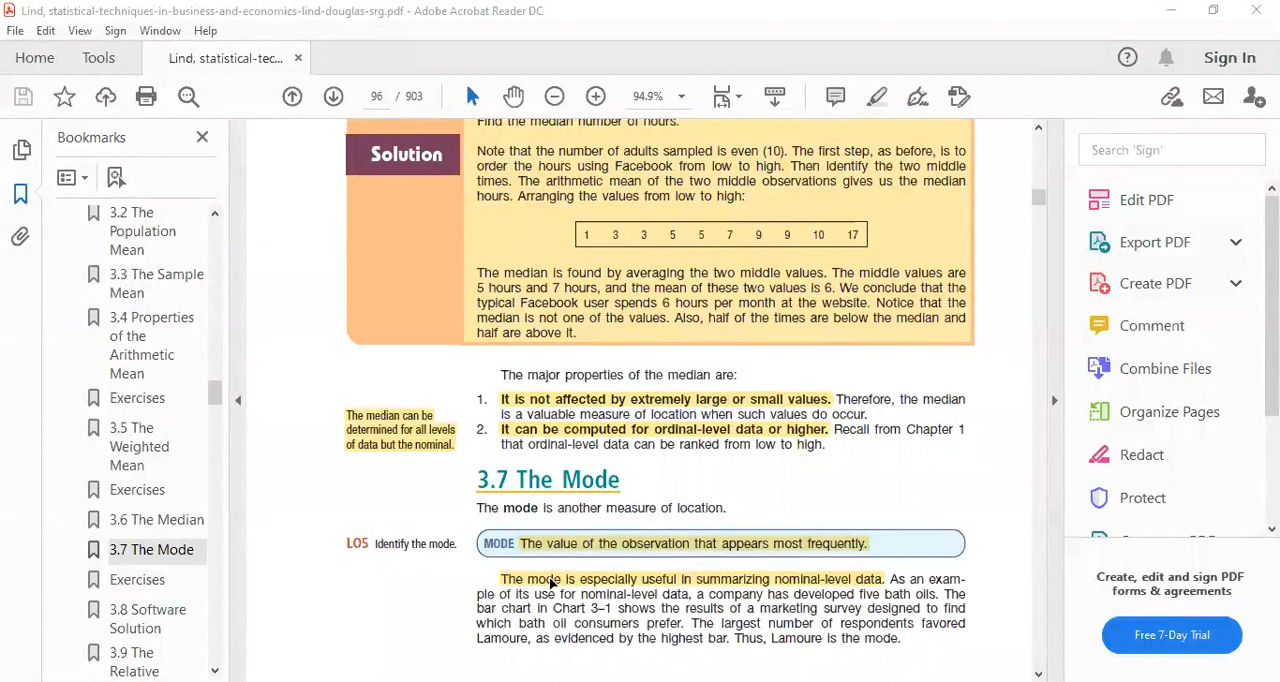 Lind, statistical-techniques-in-business-and-economics-lind-douglas-srg.pdf - Adobe Acrobat Reader DC
File Edit View Sign Window Help
Home Tools Lind, statistical-tec... × Sign In
96 / 903 94.9%
Bookmarks
3.2 The
Population
Mean
3.3 The Sample
Mean
3.4 Properties
of the
Arithmetic
Mean
Exercises
3.5 The
Weighted
Mean
Exercises
3.6 The Median
3.7 The Mode
Exercises
3.8 Software
Solution
3.9 The
Relative
Find the median number of hours.
Solution
Note that the number of adults sampled is even (10). The first step, as before, is to
order the hours using Facebook from low to high. Then identify the two middle
times. The arithmetic mean of the two middle observations gives us the median
hours. Arranging the values from low to high:
1 3 3 5 5 7 9 9 10 17
The median is found by averaging the two middle values. The middle values are
5 hours and 7 hours, and the mean of these two values is 6. We conclude that the
typical Facebook user spends 6 hours per month at the website. Notice that the
median is not one of the values. Also, half of the times are below the median and
half are above it.
The major properties of the median are:
1. It is not affected by extremely large or small values. Therefore, the median
is a valuable measure of location when such values do occur.
2. It can be computed for ordinal-level data or higher. Recall from Chapter 1
that ordinal-level data can be ranked from low to high.
The median can be
determined for all levels
of data but the nominal.
3.7 The Mode
The mode is another measure of location.
LO5 Identify the mode.
MODE The value of the observation that appears most frequently.
The mode is especially useful in summarizing nominal-level data. As an exam-
ple of its use for nominal-level data, a company has developed five bath oils. The
bar chart in Chart 3–1 shows the results of a marketing survey designed to find
which bath oil consumers prefer. The largest number of respondents favored
Lamoure, as evidenced by the highest bar. Thus, Lamoure is the mode.
Search 'Sign'
Edit PDF
Export PDF
Create PDF
Comment
Combine Files
Organize Pages
Redact
Protect
Create, edit and sign PDF
forms & agreements
Free 7-Day Trial